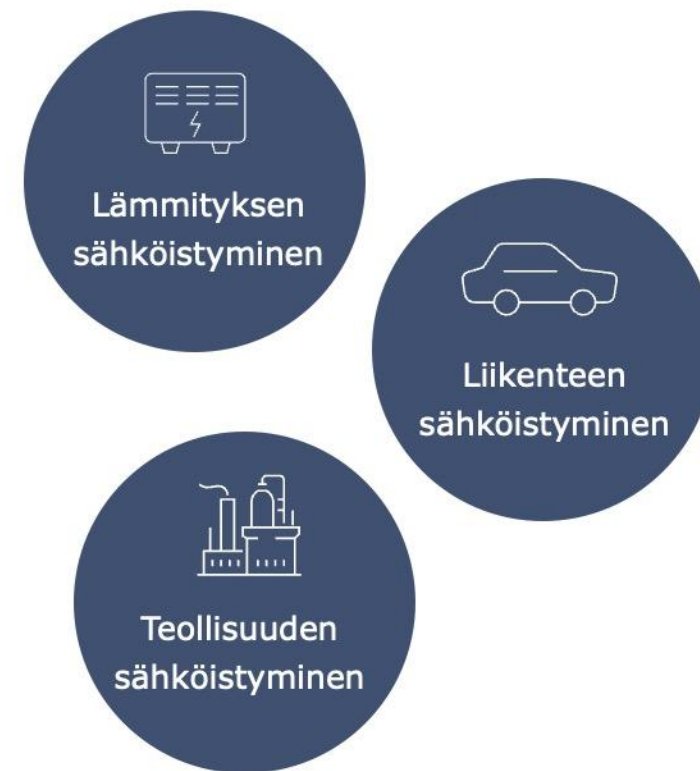 Lämmityksen
sähköistyminen
Liikenteen
sähköistyminen
Teollisuuden
sähköistyminen